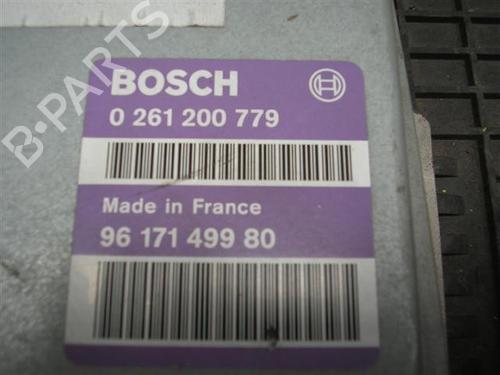 B-PARTS
BOSCH
0 261 200 779
Made in France
96 171 499 80